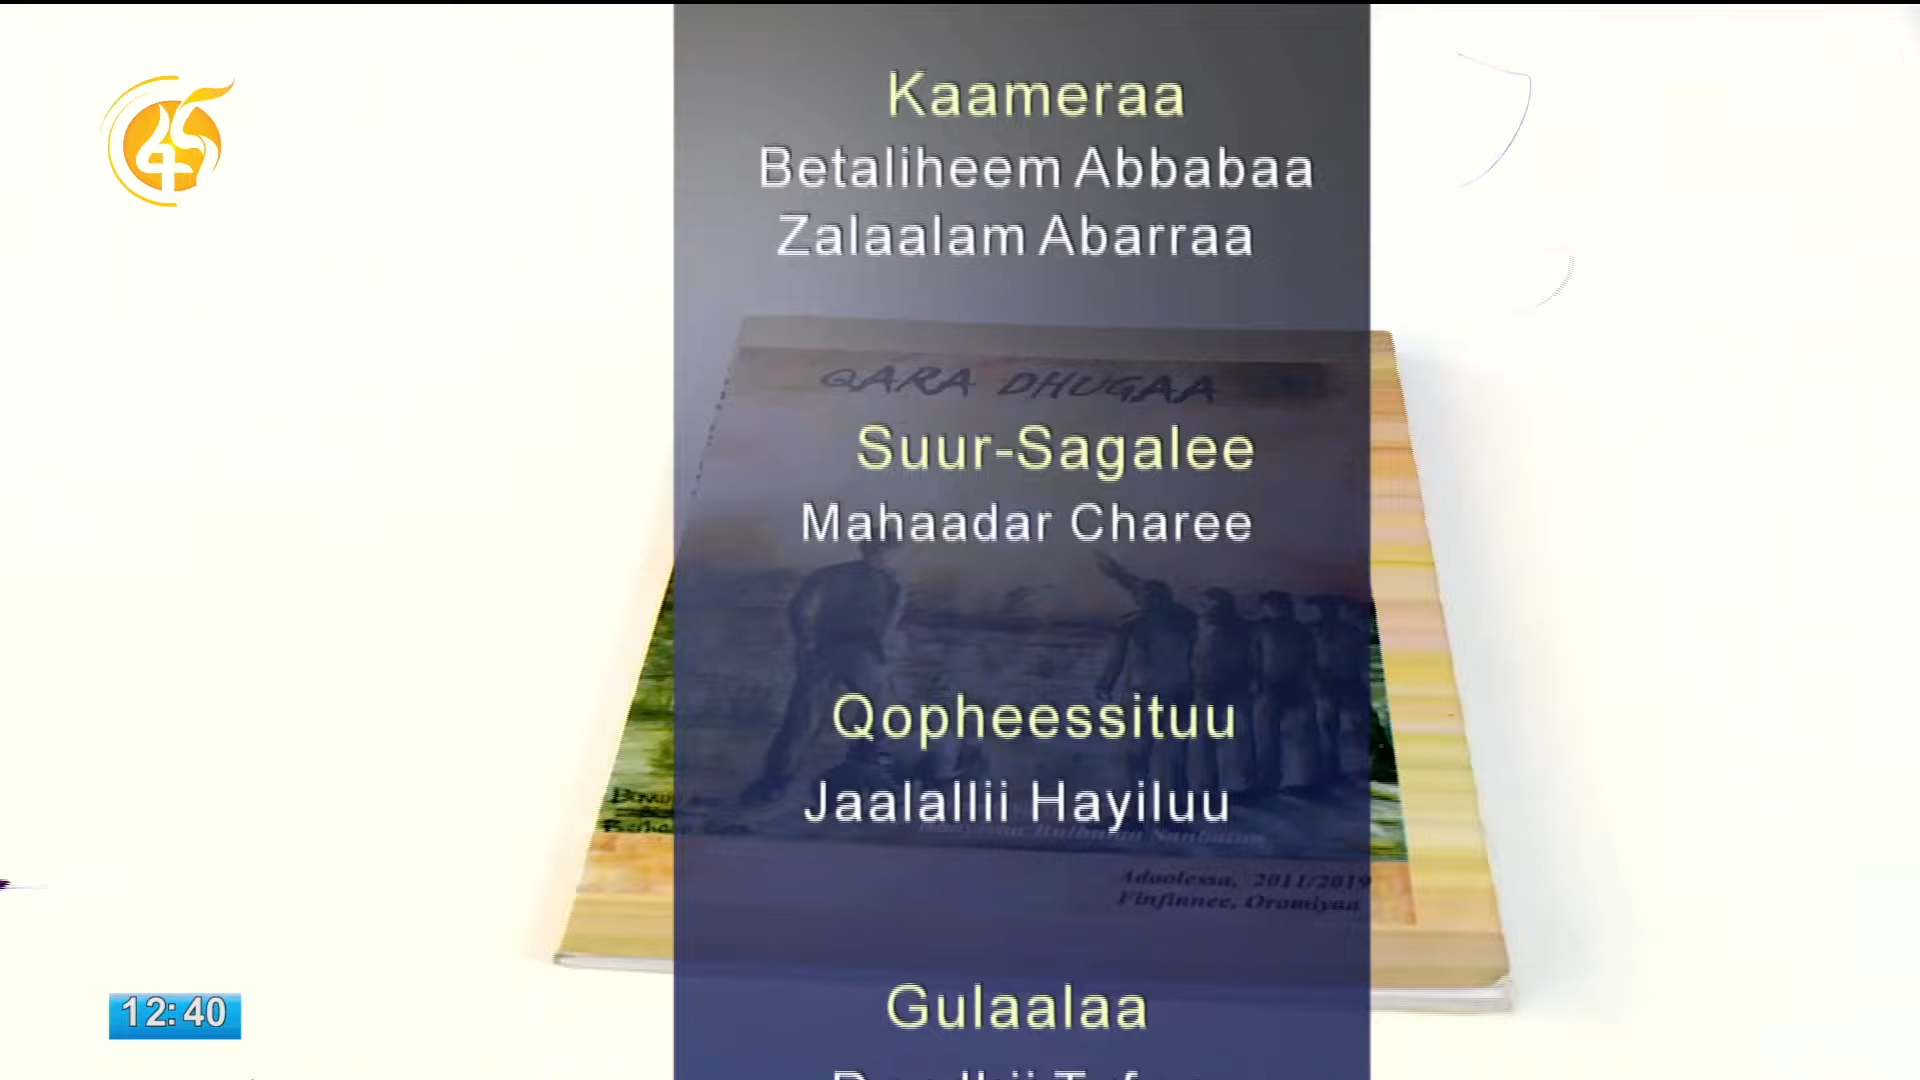 Kaameraa
Betaliheem Abbabaa
Zalaalam Abarraa
QARA DHUGAA
Suur-Sagalee
Mahaadar Charee
Qopheessituu
Jaalallii Hayiluu
Adoolessa, 2011/2019
Finfinnee, Oromiyaa
Gulaalaa
12:40